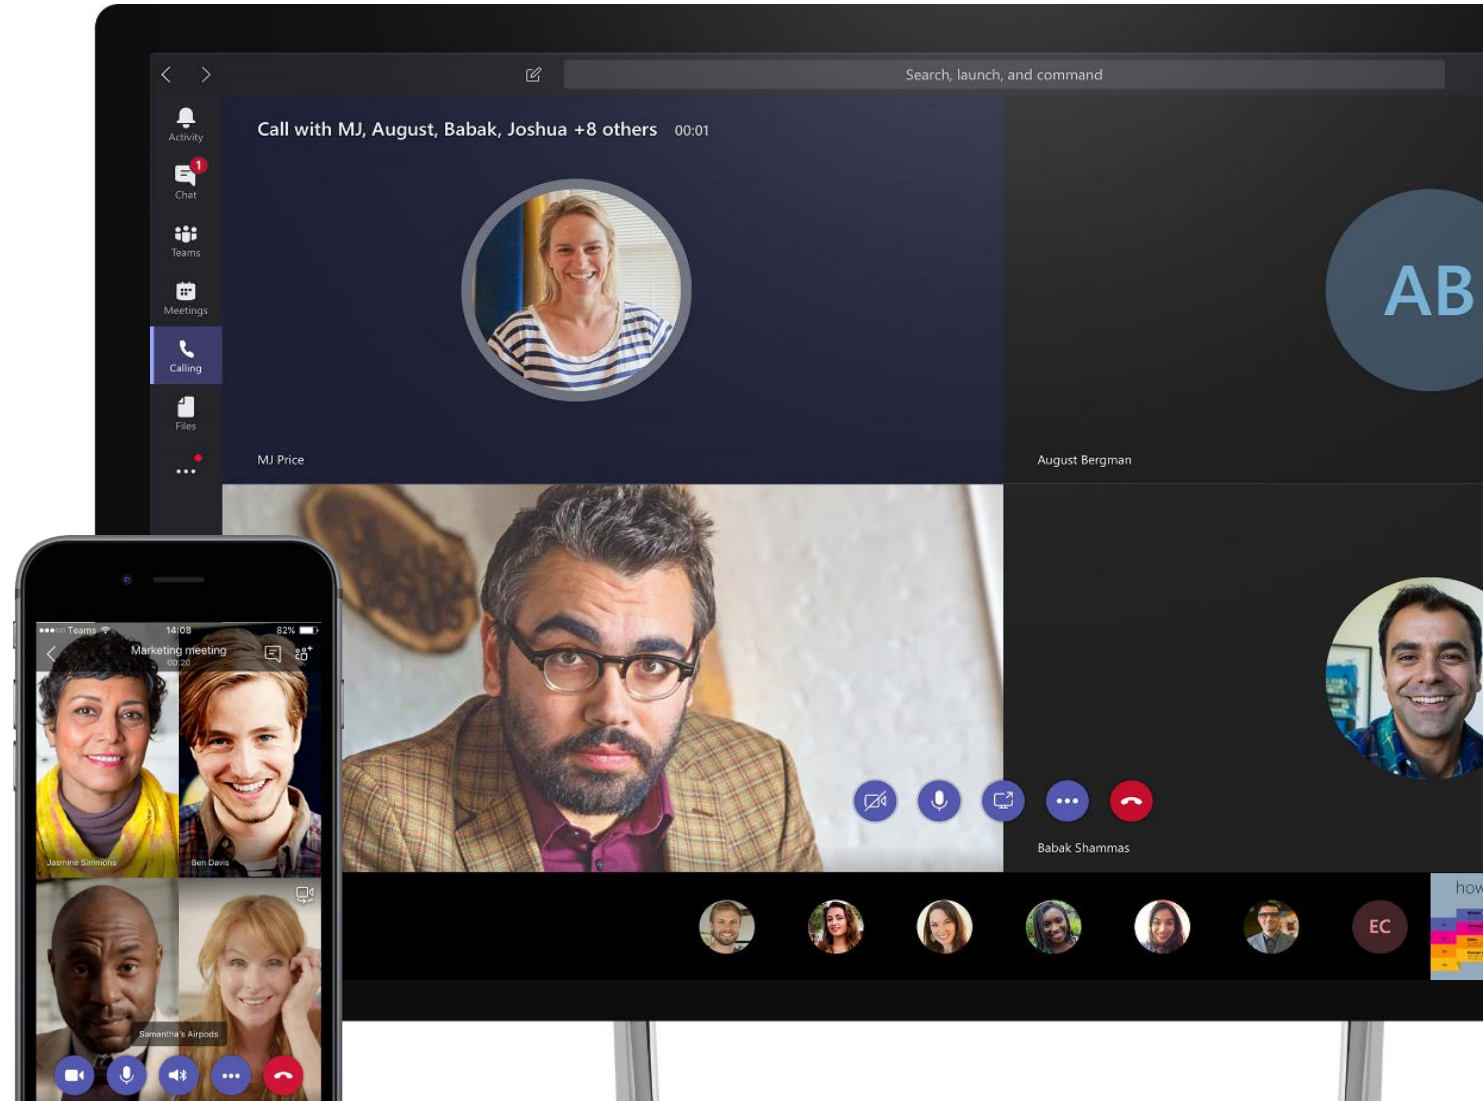 Search, launch, and command
Activity
Call with MJ, August, Babak, Joshua +8 others 00:01
1
Chat
Teams
Meetings
Calling
Files
AB
MJ Price
August Bergman
Teams 14:08 82%
Marketing meeting
00:20
Jasmine Simmons
Ben Davis
Samantha's Airpods
Babak Shammas
EC
how